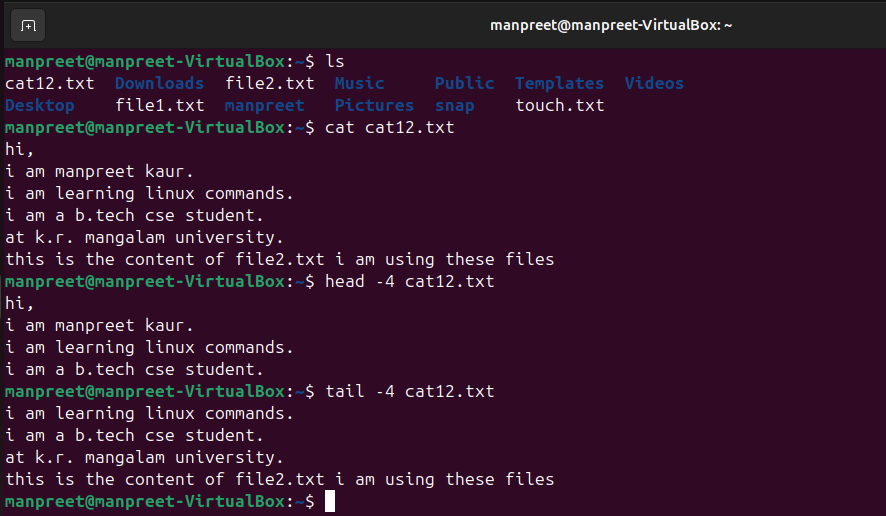 manpreet@manpreet-VirtualBox: ~
manpreet@manpreet-VirtualBox:~$ ls
cat12.txt  Downloads  file2.txt  Music     Public  Templates  Videos
Desktop    file1.txt  manpreet   Pictures  snap    touch.txt
manpreet@manpreet-VirtualBox:~$ cat cat12.txt
hi,
i am manpreet kaur.
i am learning linux commands.
i am a b.tech cse student.
at k.r. mangalam university.
this is the content of file2.txt i am using these files
manpreet@manpreet-VirtualBox:~$ head -4 cat12.txt
hi,
i am manpreet kaur.
i am learning linux commands.
i am a b.tech cse student.
manpreet@manpreet-VirtualBox:~$ tail -4 cat12.txt
i am learning linux commands.
i am a b.tech cse student.
at k.r. mangalam university.
this is the content of file2.txt i am using these files
manpreet@manpreet-VirtualBox:~$